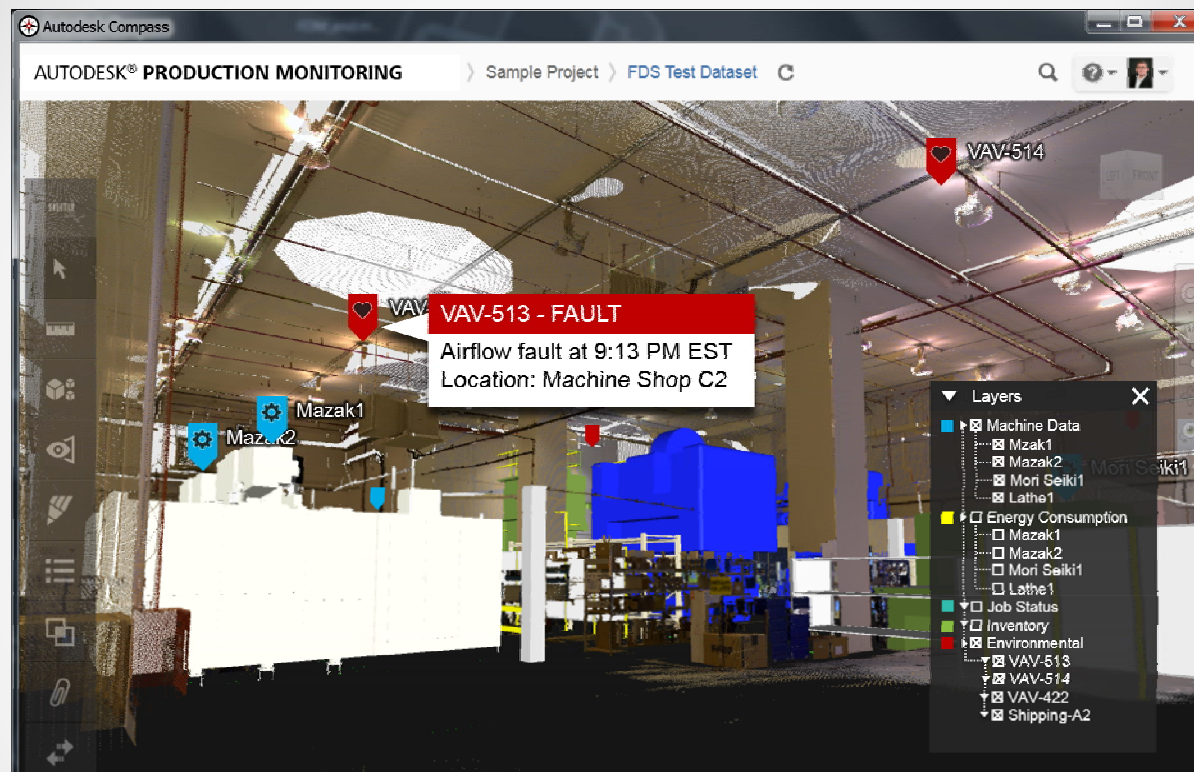 Autodesk Compass
AUTODESK® PRODUCTION MONITORING
Sample Project
FDS Test Dataset
VAV-514
LEFT
FRONT
VAV-
VAV-513 - FAULT
Airflow fault at 9:13 PM EST
Location: Machine Shop C2
Mazak1
Mazak2
Mori Seiki1
Layers
Machine Data
Mzak1
Mazak2
Mori Seiki1
Lathe1
Energy Consumption
Mazak1
Mazak2
Mori Seiki1
Lathe1
Job Status
Inventory
Environmental
VAV-513
VAV-514
VAV-422
Shipping-A2